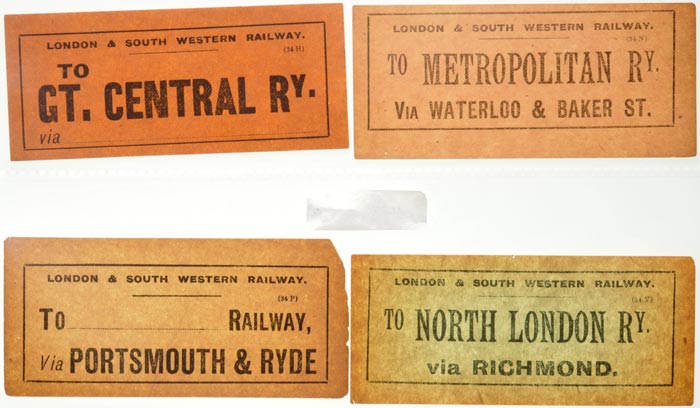 LONDON & SOUTH WESTERN RAILWAY.
(34 H)
TO
GT. CENTRAL RY.
via
LONDON & SOUTH WESTERN RAILWAY.
TO METROPOLITAN RY.
VIA WATERLOO & BAKER ST.
LONDON & SOUTH WESTERN RAILWAY.
(34 P)
To RAILWAY,
Via PORTSMOUTH & RYDE
LONDON & SOUTH WESTERN RAILWAY.
TO NORTH LONDON RY.
via RICHMOND.